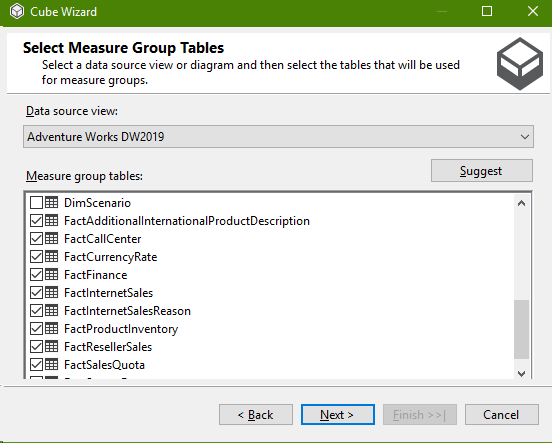 Cube Wizard
Select Measure Group Tables
Select a data source view or diagram and then select the tables that will be used
for measure groups.
Data source view:
Adventure Works DW2019
Suggest
Measure group tables:
DimScenario
FactAdditionalInternationalProductDescription
FactCallCenter
FactCurrencyRate
FactFinance
FactInternetSales
FactInternetSalesReason
FactProductInventory
FactResellerSales
FactSalesQuota
< Back
Next >
Finish >>|
Cancel